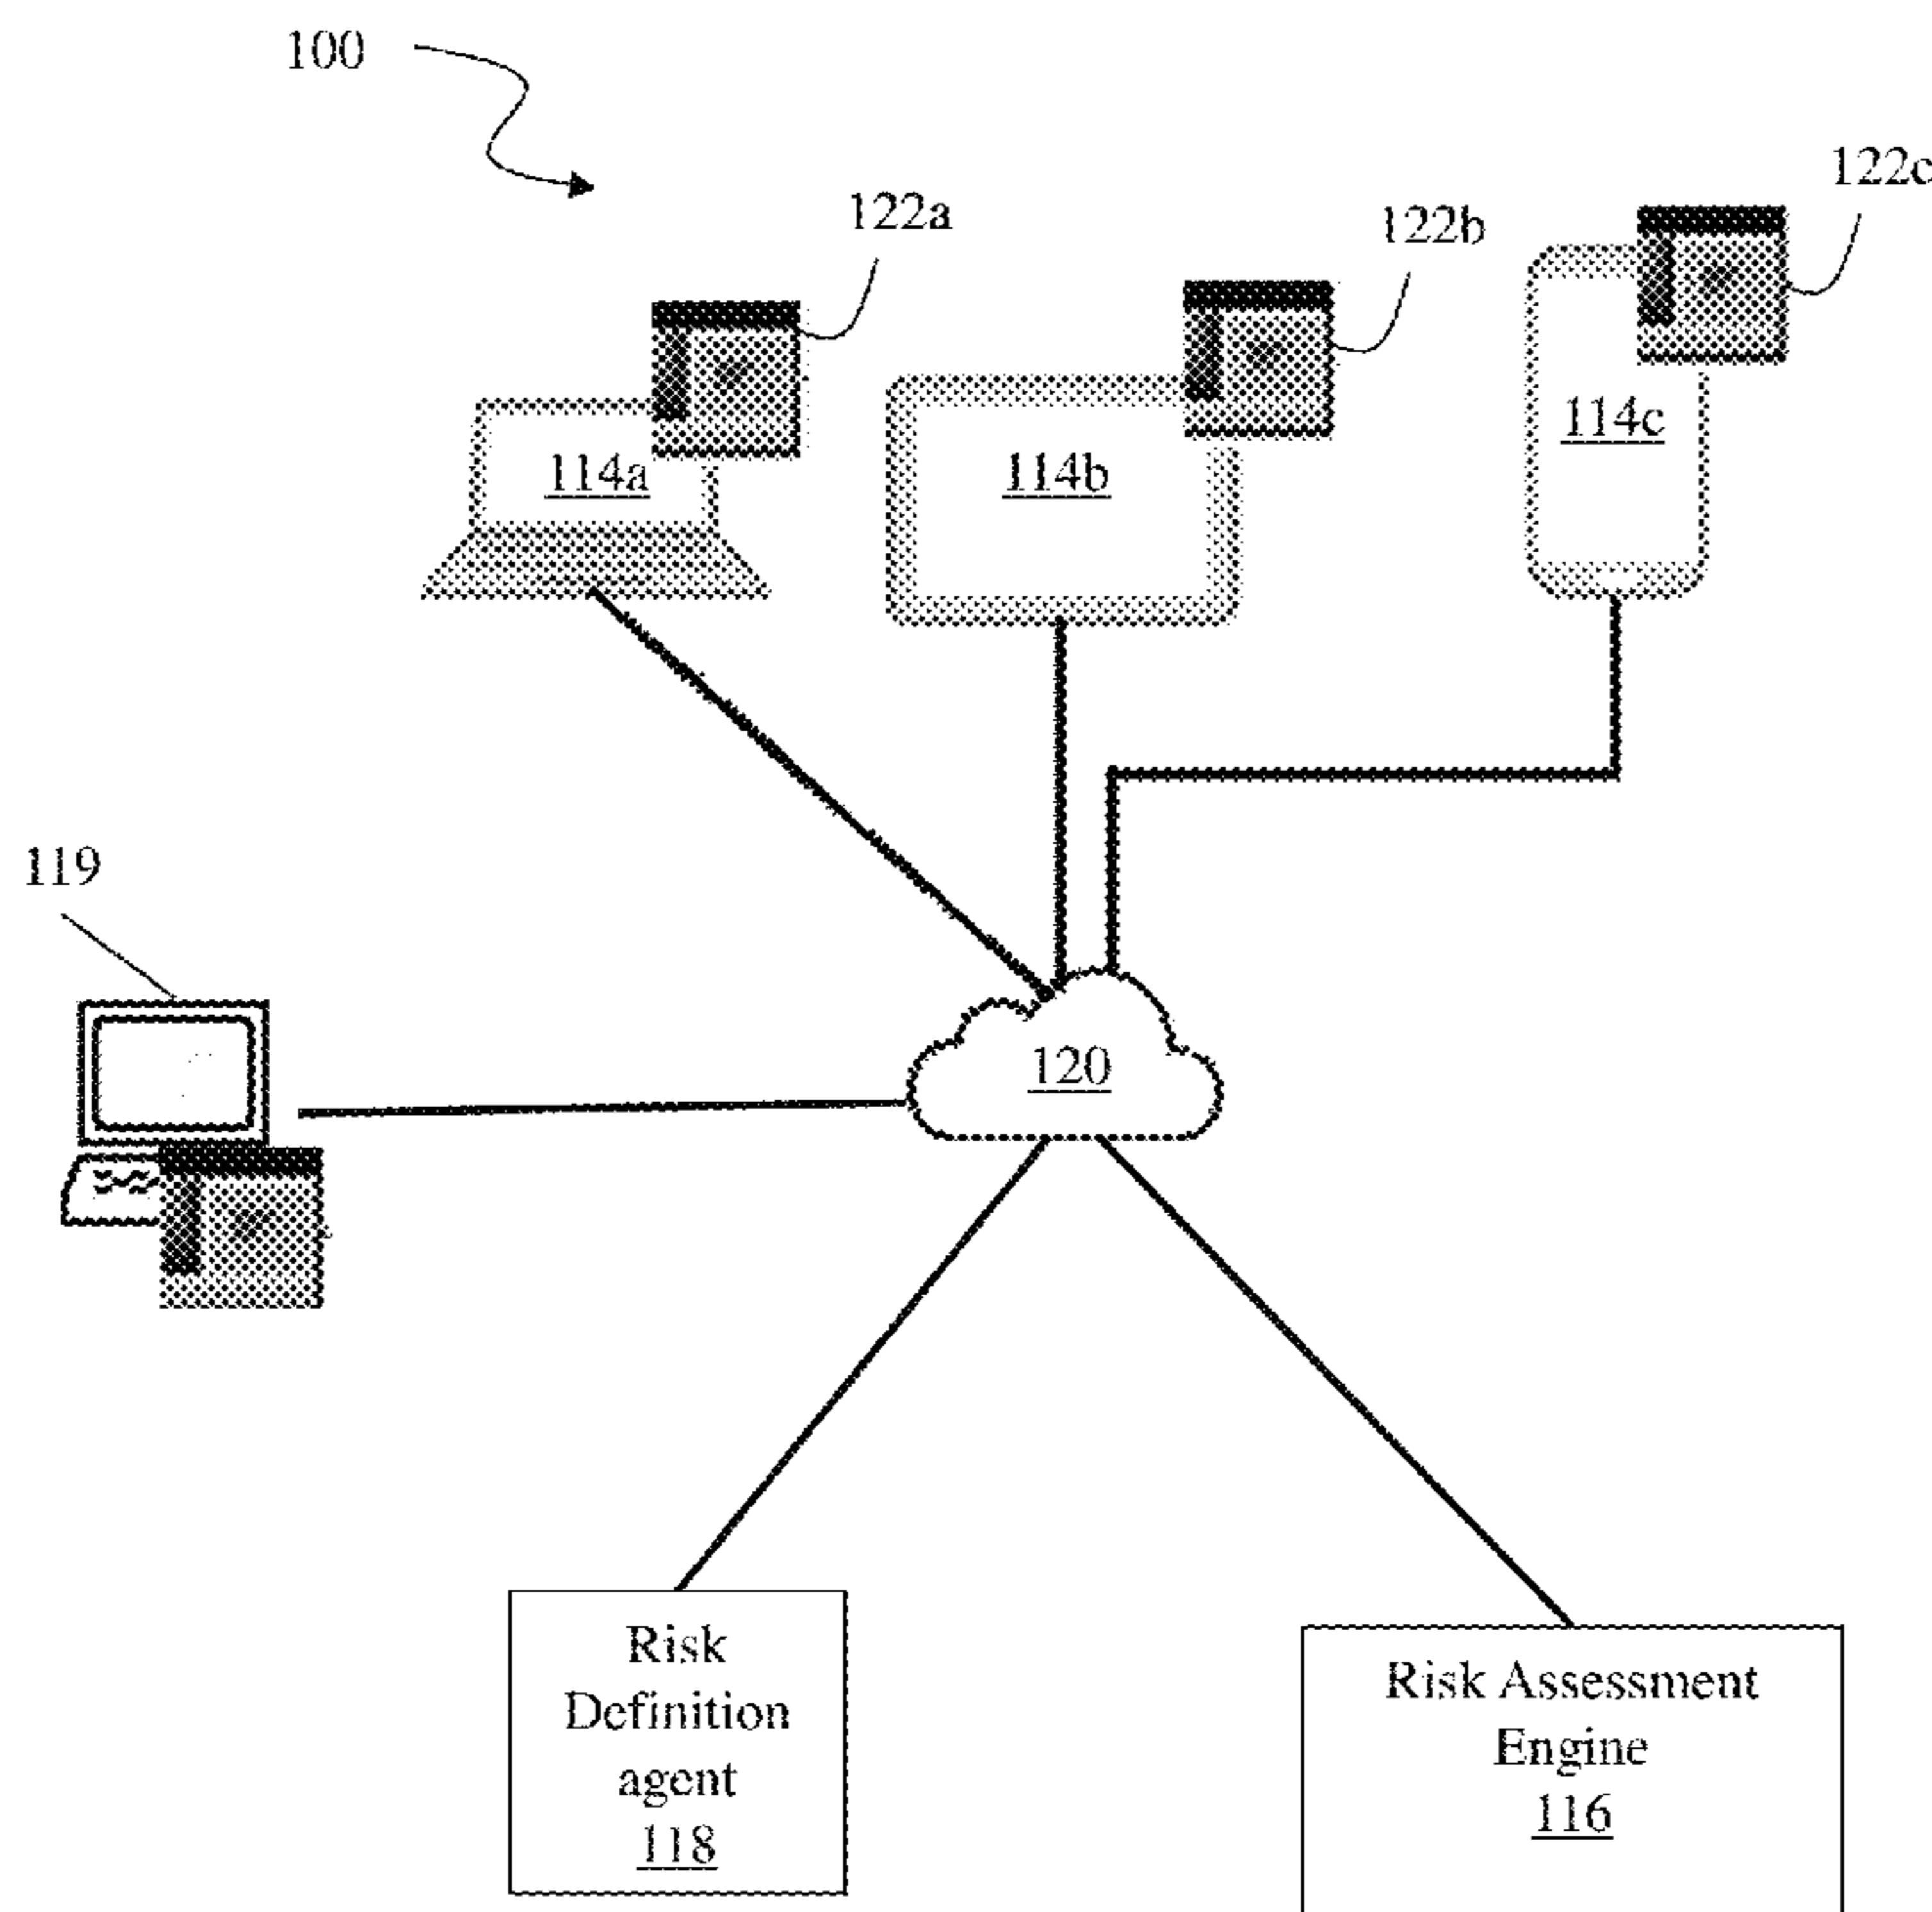 100
122a
122b
122c
114a
114b
114c
119
120
Risk
Definition
agent
118
Risk Assessment
Engine
116